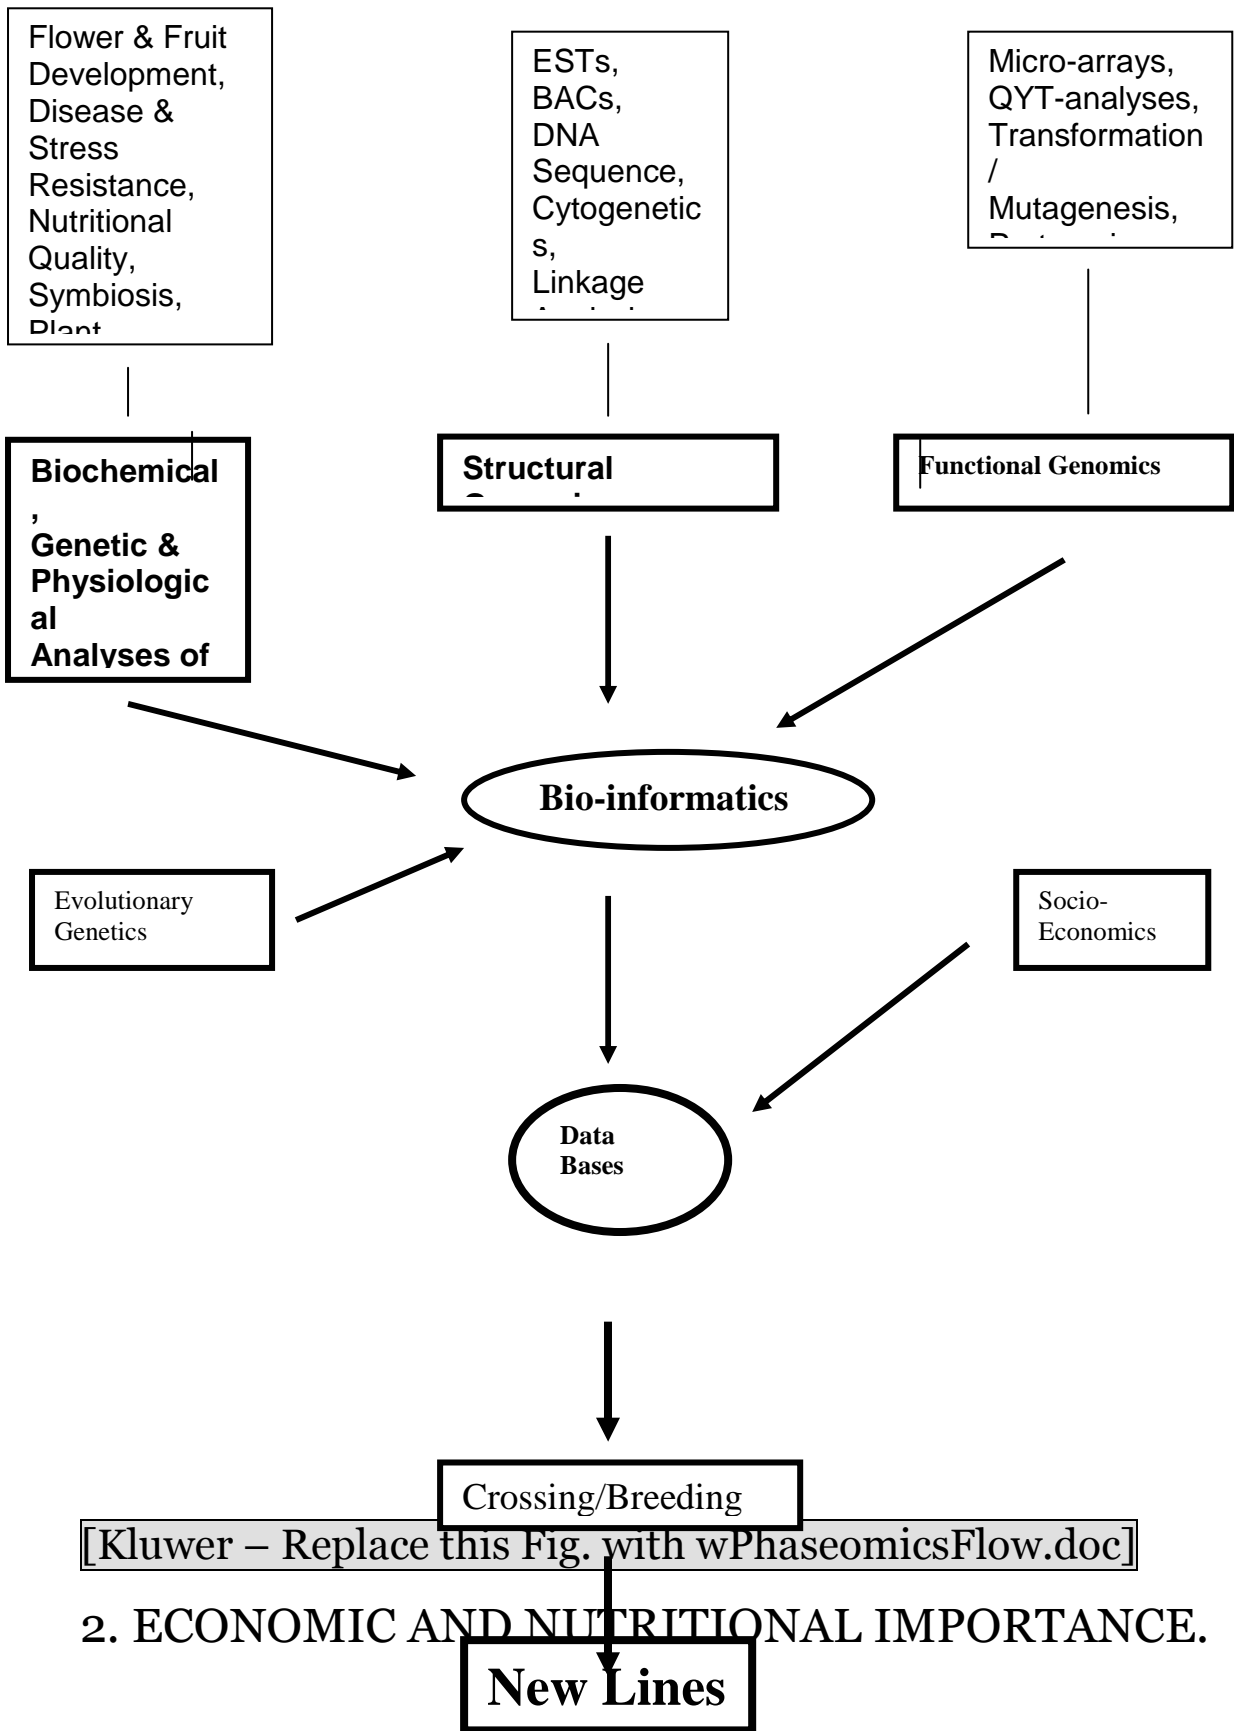 Flower & Fruit
Development,
Disease &
Stress
Resistance,
Nutritional
Quality,
Symbiosis,
Plant
ESTs,
BACs,
DNA
Sequence,
Cytogenetic
s,
Linkage
Micro-arrays,
QYT-analyses,
Transformation
/
Mutagenesis,
Biochemical
,
Genetic &
Physiologic
al
Analyses of
Structural
Functional Genomics
Bio-informatics
Evolutionary
Genetics
Socio-
Economics
Data
Bases
Crossing/Breeding
[Kluwer – Replace this Fig. with wPhaseomicsFlow.doc]
2. ECONOMIC AND NUTRITIONAL IMPORTANCE.
New Lines